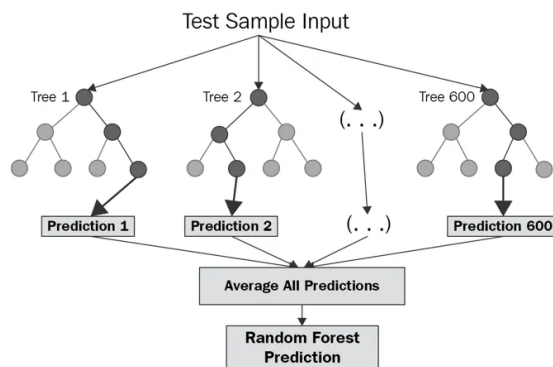 Test Sample Input
Tree 1
Tree 2
Tree 600
(. . .)
Prediction 1
Prediction 2
(. . .)
Prediction 600
Average All Predictions
Random Forest
Prediction